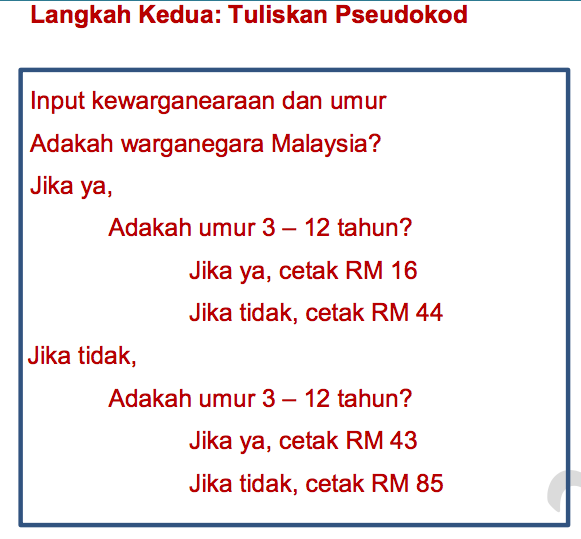 Langkah Kedua: Tuliskan Pseudokod
Input kewarganearaan dan umur
Adakah warganegara Malaysia?
Jika ya,
Adakah umur 3 – 12 tahun?
Jika ya, cetak RM 16
Jika tidak, cetak RM 44
Jika tidak,
Adakah umur 3 – 12 tahun?
Jika ya, cetak RM 43
Jika tidak, cetak RM 85